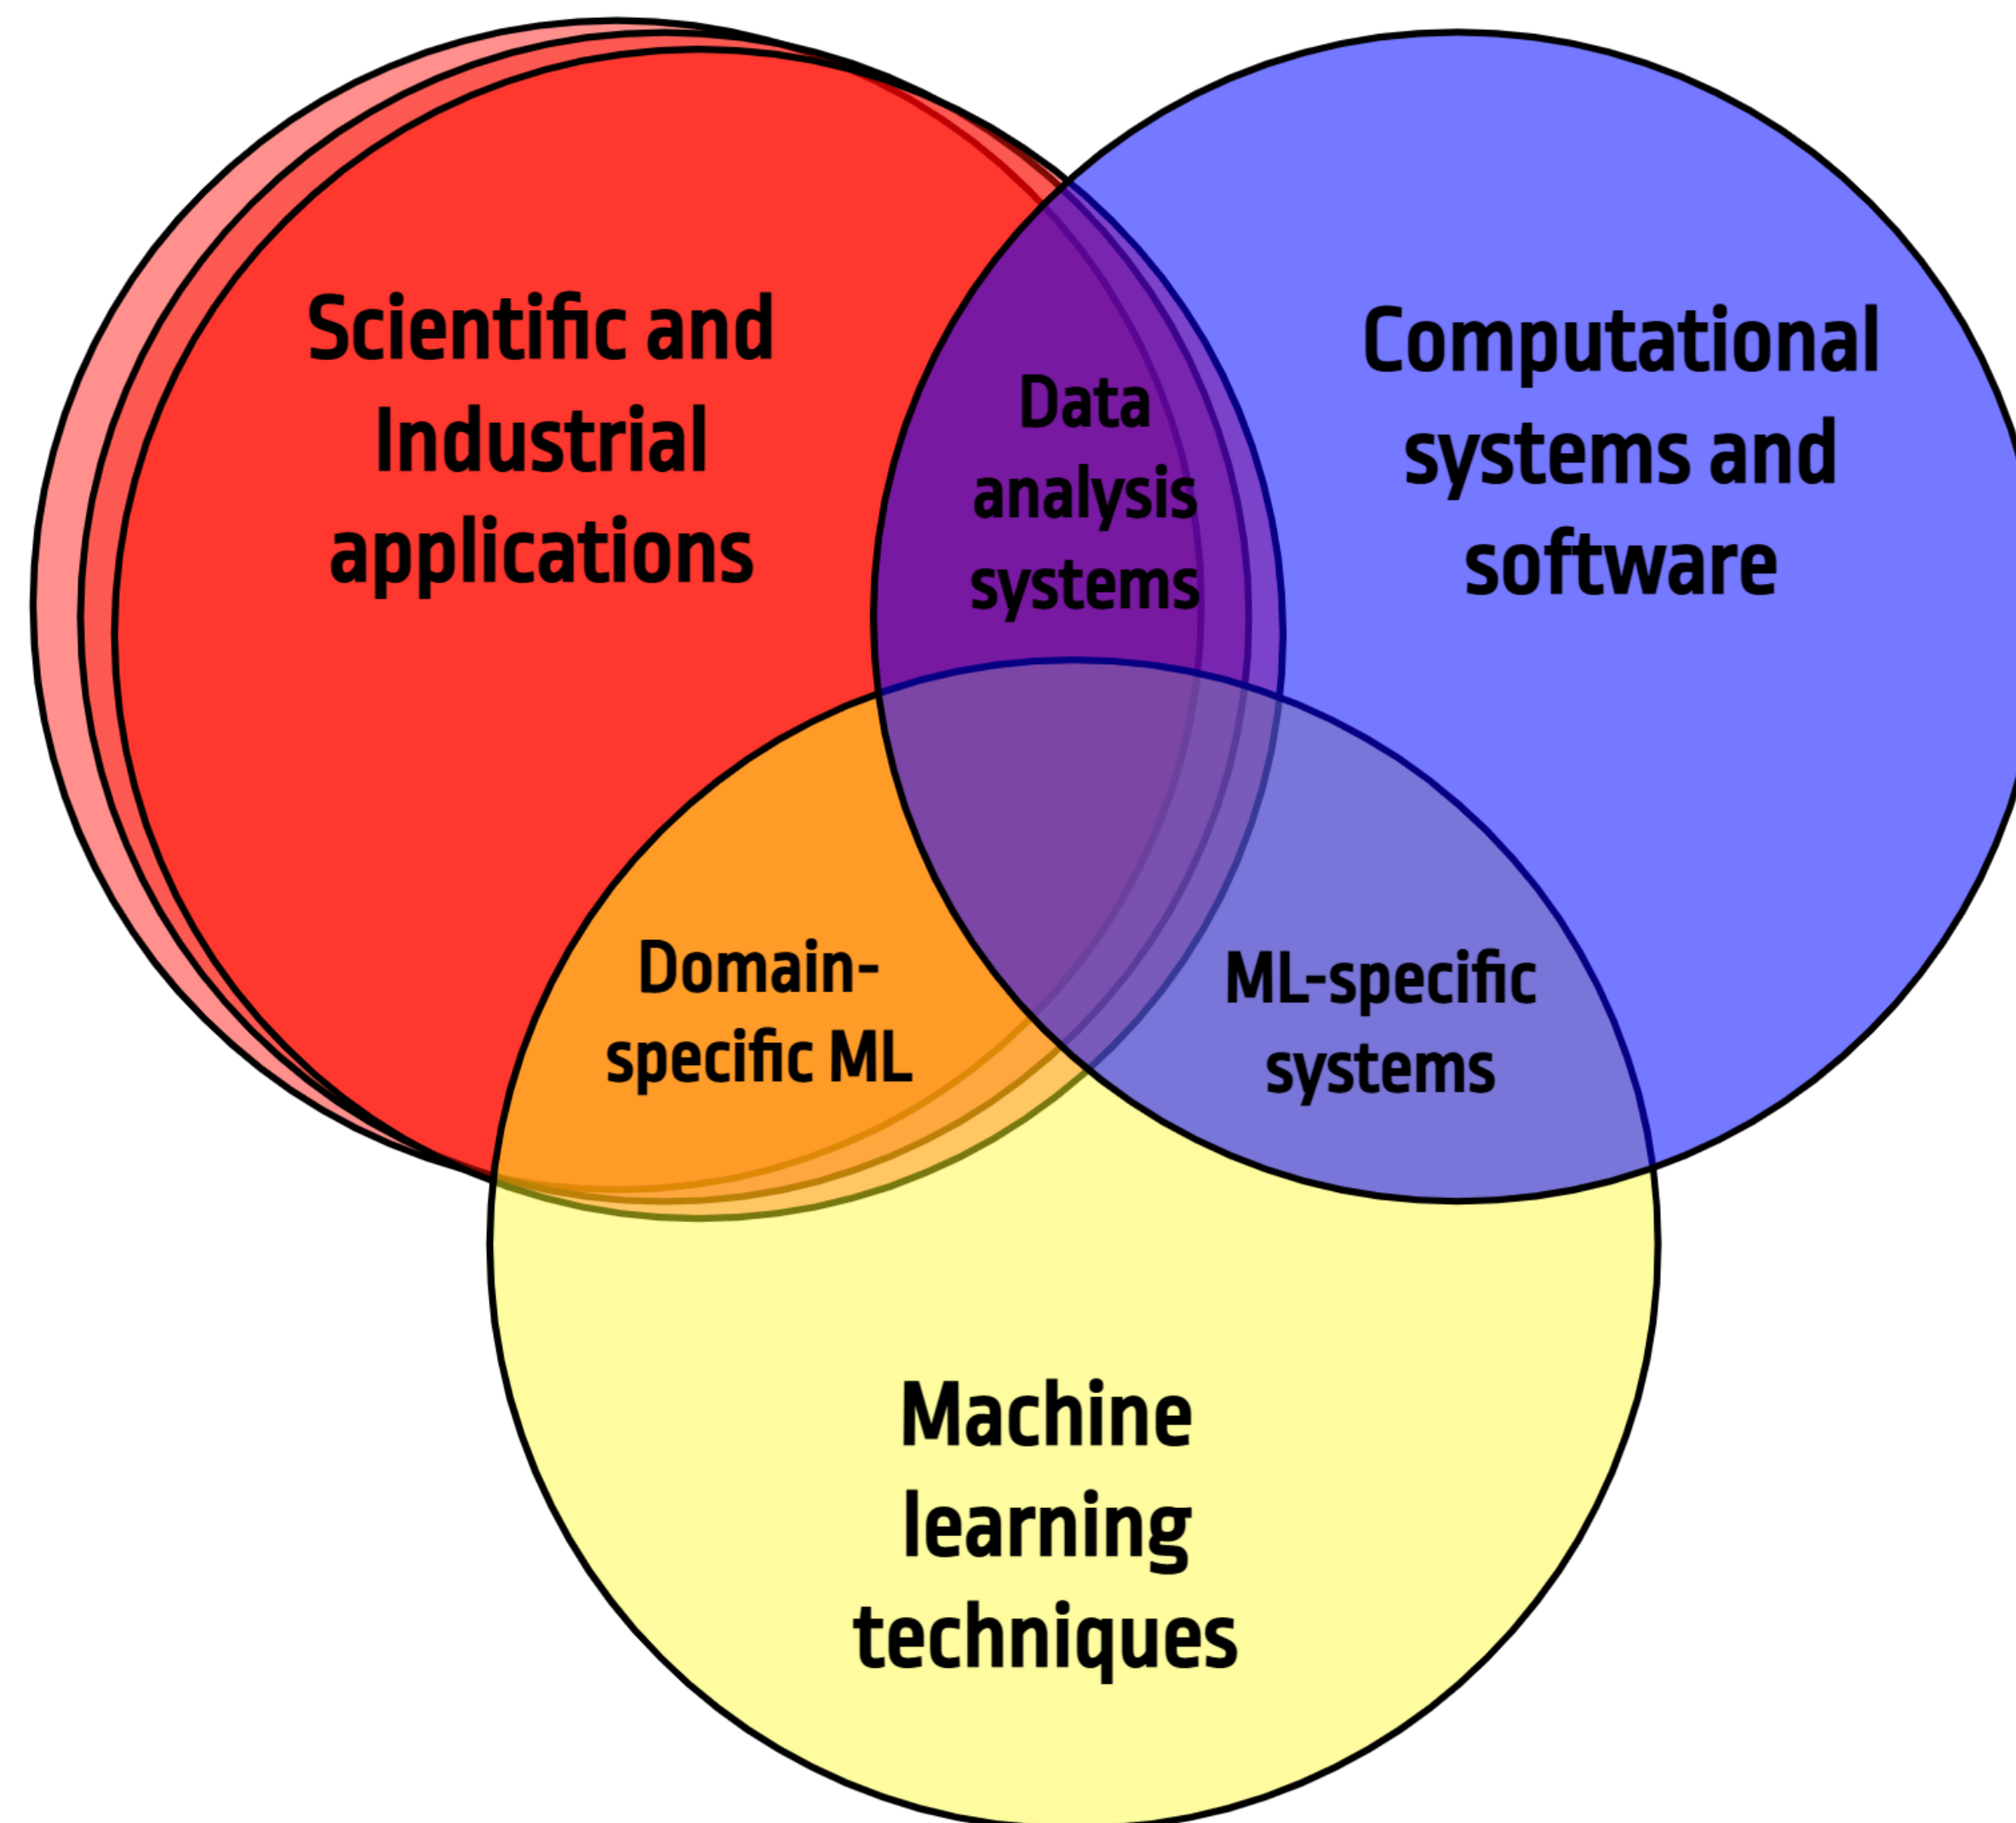 Scientific and
Industrial
applications
Computational
systems and
software
Data
analysis
systems
Domain-
specific ML
ML-specific
systems
Machine
learning
techniques